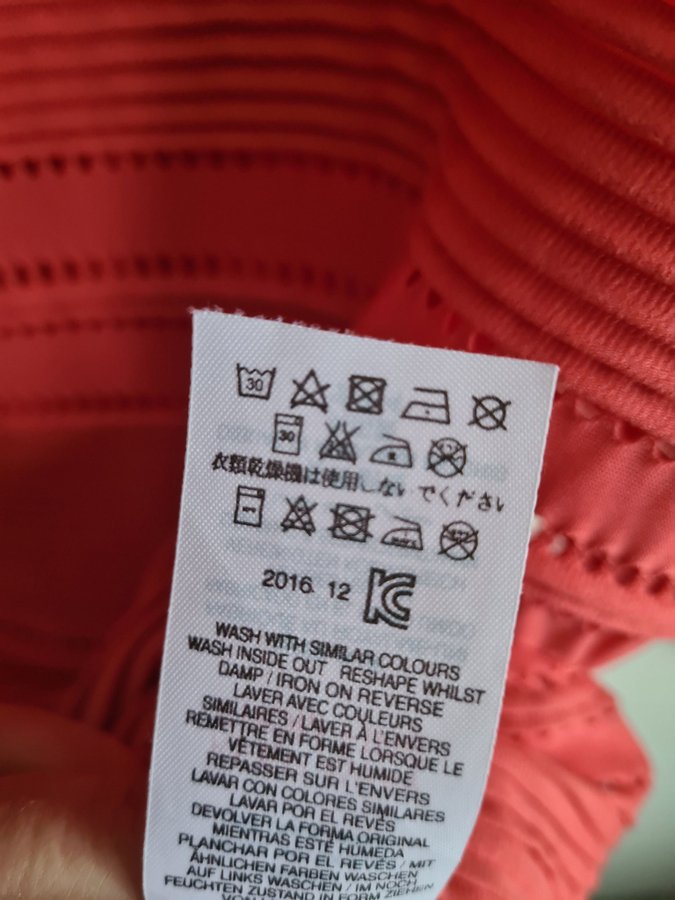 30
30
衣類乾燥機は使用しない でください
2016. 12
WASH WITH SIMILAR COLOURS
WASH INSIDE OUT RESHAPE WHILST
DAMP / IRON ON REVERSE
LAVER AVEC COULEURS
SIMILAIRES / LAVER À L'ENVERS
REMETTRE EN FORME LORSQUE LE
VÊTEMENT EST HUMIDE
REPASSER SUR L'ENVERS
LAVAR CON COLORES SIMILARES
LAVAR POR EL REVÉS
DEVOLVER LA FORMA ORIGINAL
MIENTRAS ESTÉ HÚMEDA
PLANCHAR POR EL REVÉS / MIT
ÄHNLICHEN FARBEN WASCHEN
AUF LINKS WASCHEN / IM NOCH
FEUCHTEN ZUSTAND IN FORM ZIEHEN